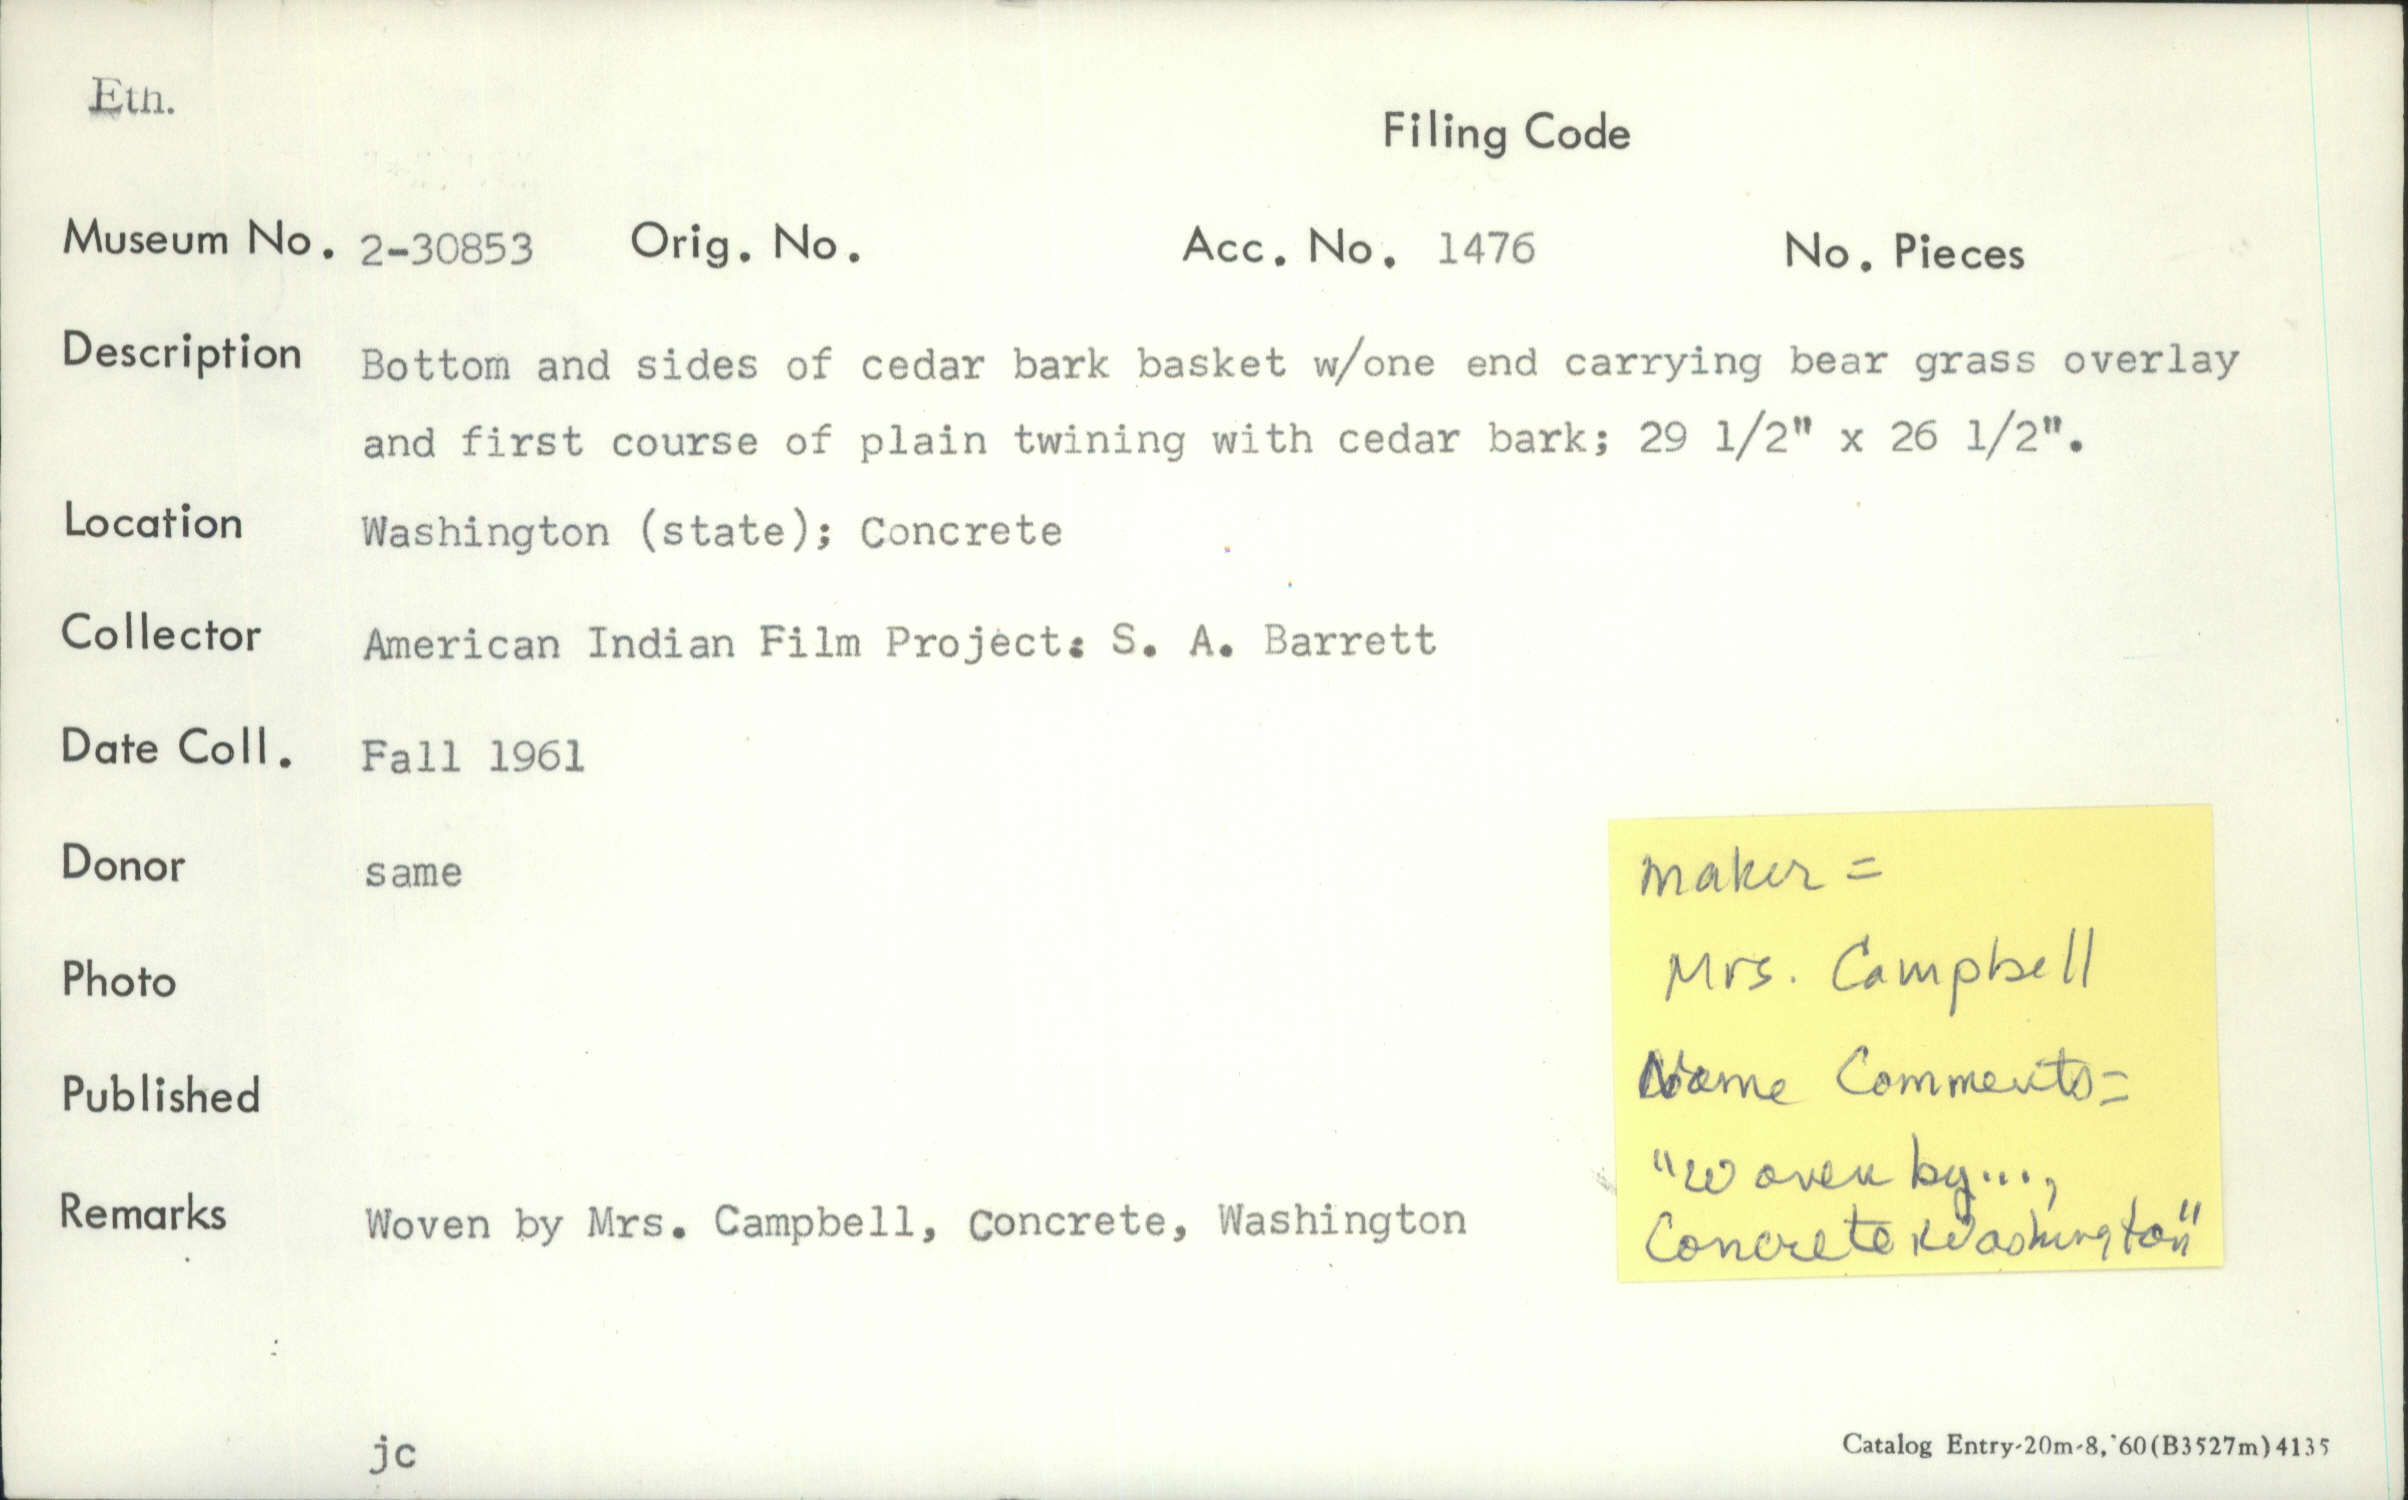 Eth.
Filing Code
Museum No. 2-30853 Orig. No. Acc. No. 1476 No. Pieces
Description Bottom and sides of cedar bark basket w/one end carrying bear grass overlay
and first course of plain twining with cedar bark; 29 1/2" x 26 1/2".
Location Washington (state); Concrete
Collector American Indian Film Project: S. A. Barrett
Date Coll. Fall 1961
Donor same
Photo
Published
Remarks Woven by Mrs. Campbell, Concrete, Washington
maker =
Mrs. Campbell
Name Comments=
"Woven by...,
Concrete Washington"
jc
Catalog Entry-20m-8,'60(B3527m)4135